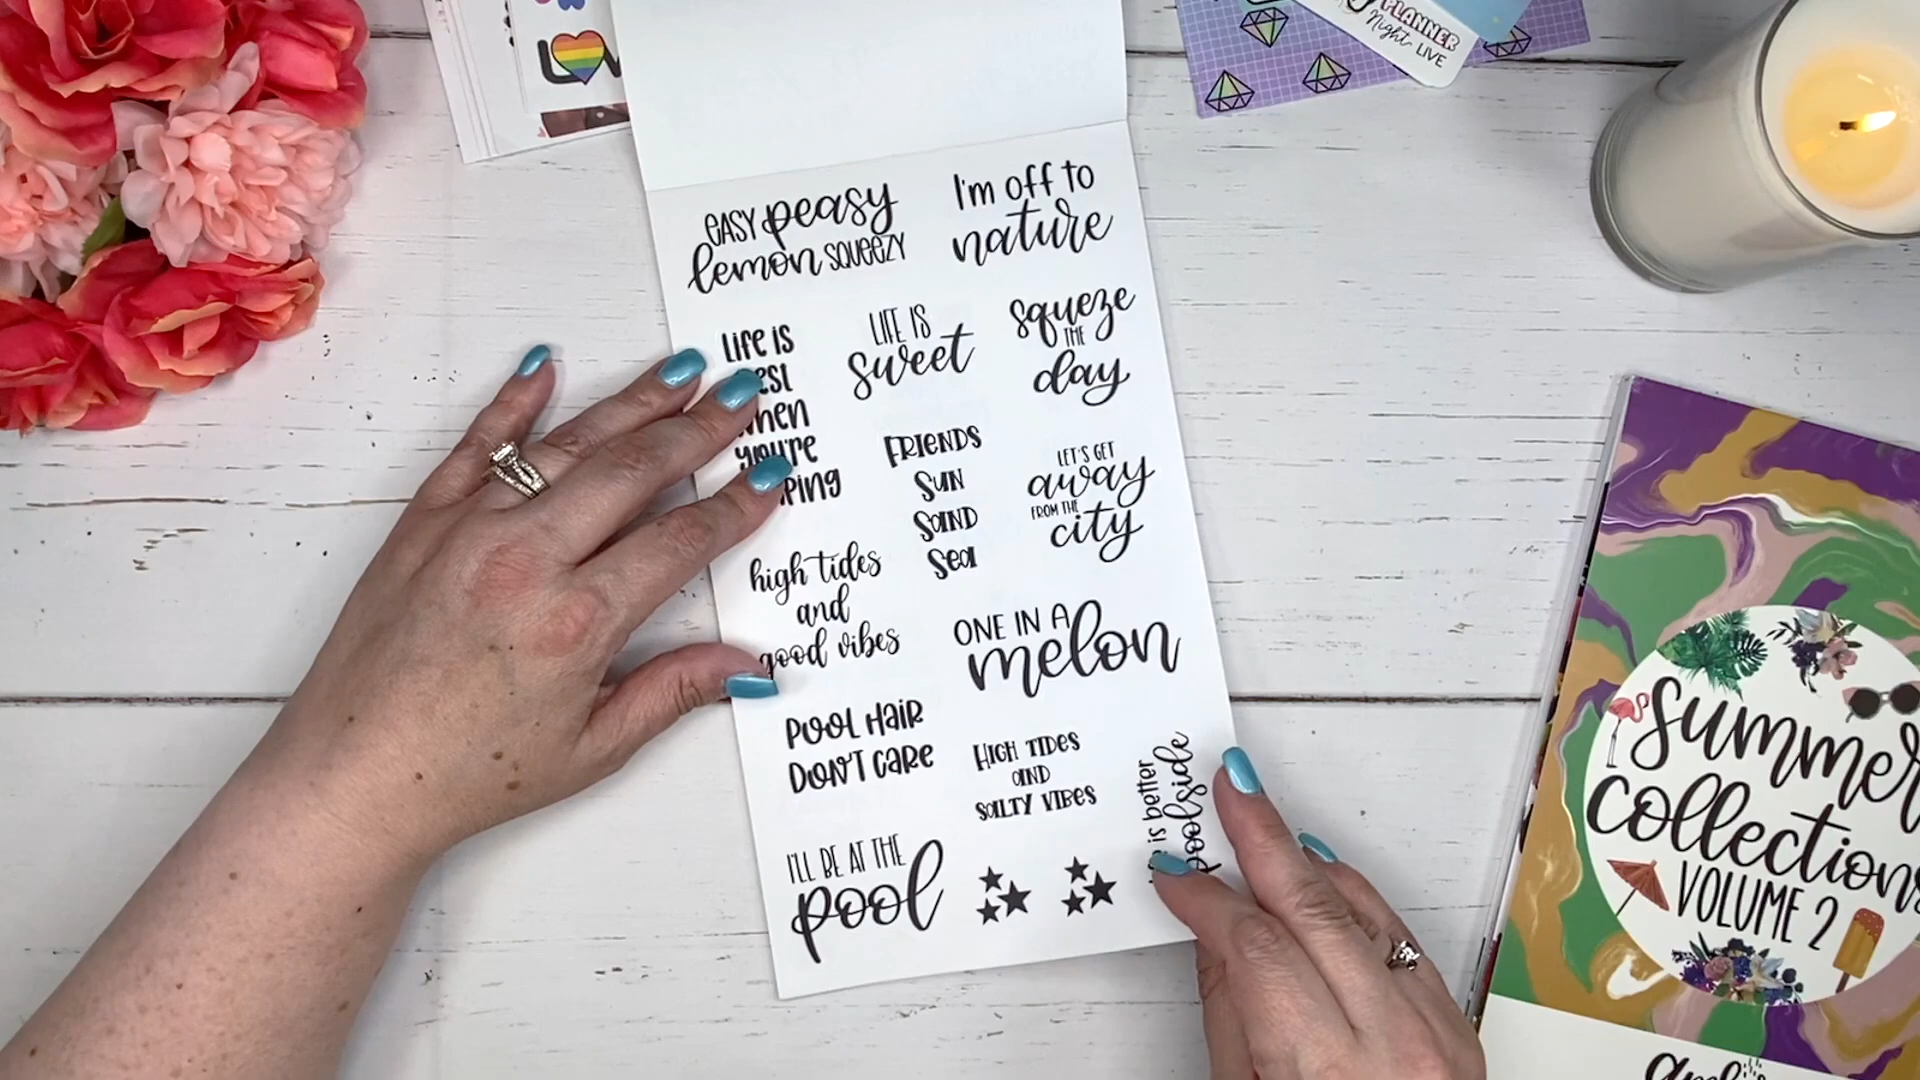 LOV
PLANNER
Night LIVE
EASY peasy
lemon SQUEEZY
I'm off to
nature
Life is
when
you're
LIFE IS
sweet
squeze
THE
day
FRIENDS
SUN
SAND
SEA
LET'S GET
away
FROM THE
city
high tides
and
good vibes
ONE IN A
melon
POOL HAIR
DON'T CARE
HIGH TIDES
AND
SALTY VIBES
is better
poolside
I'LL BE AT THE
pool
summer
collections
VOLUME 2